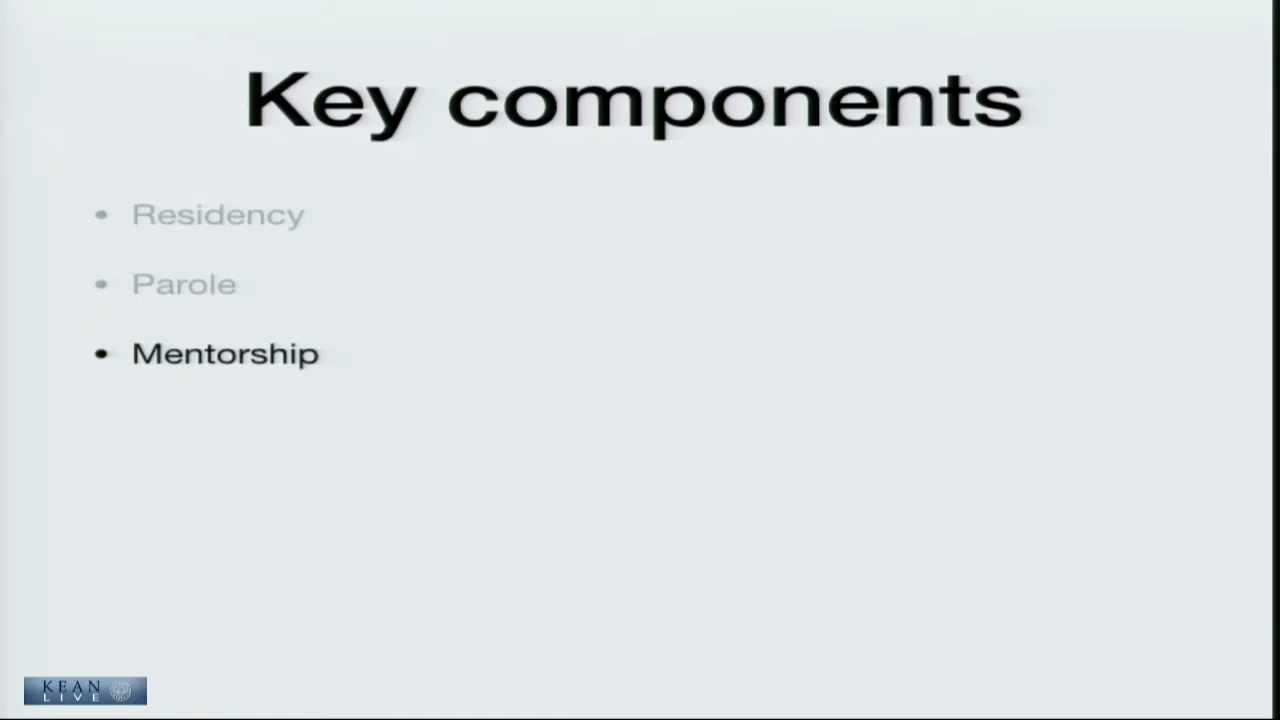 Key components
• Residency
• Parole
• Mentorship
KEAN
LIVE